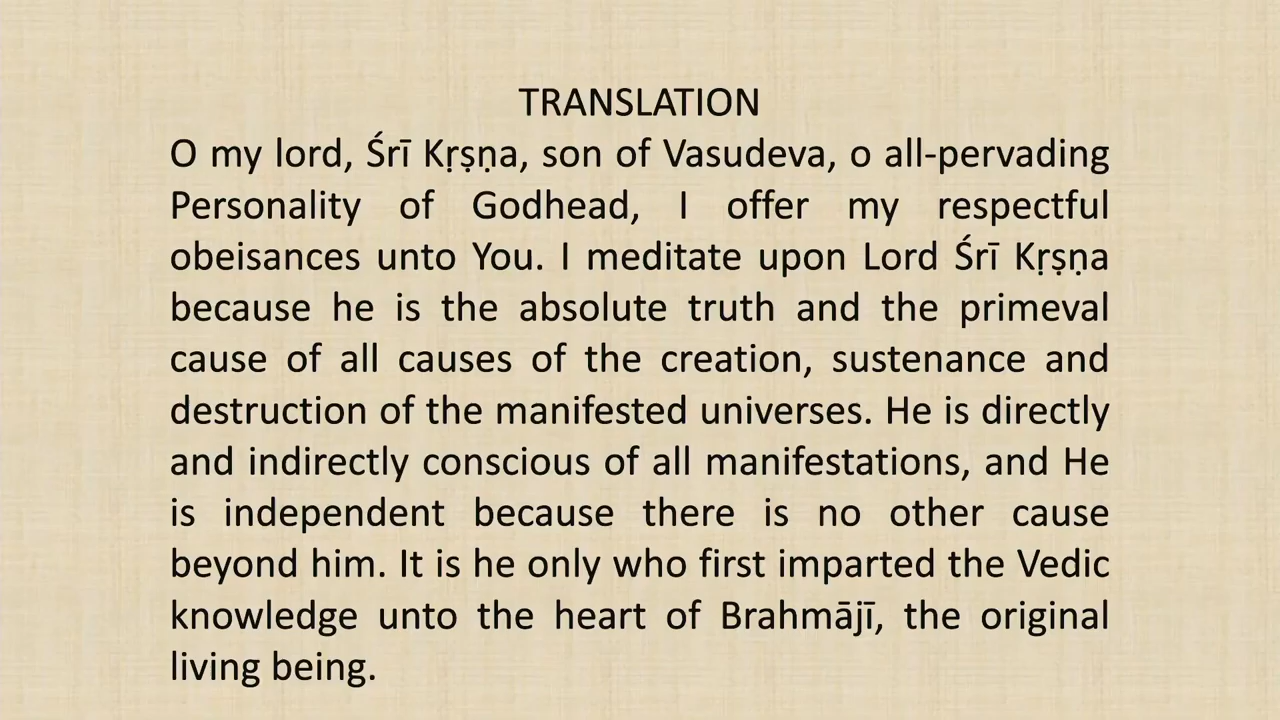 TRANSLATION
O my lord, Śrī Kṛṣṇa, son of Vasudeva, o all-pervading
Personality of Godhead, I offer my respectful
obeisances unto You. I meditate upon Lord Śrī Kṛṣṇa
because he is the absolute truth and the primeval
cause of all causes of the creation, sustenance and
destruction of the manifested universes. He is directly
and indirectly conscious of all manifestations, and He
is independent because there is no other cause
beyond him. It is he only who first imparted the Vedic
knowledge unto the heart of Brahmājī, the original
living being.